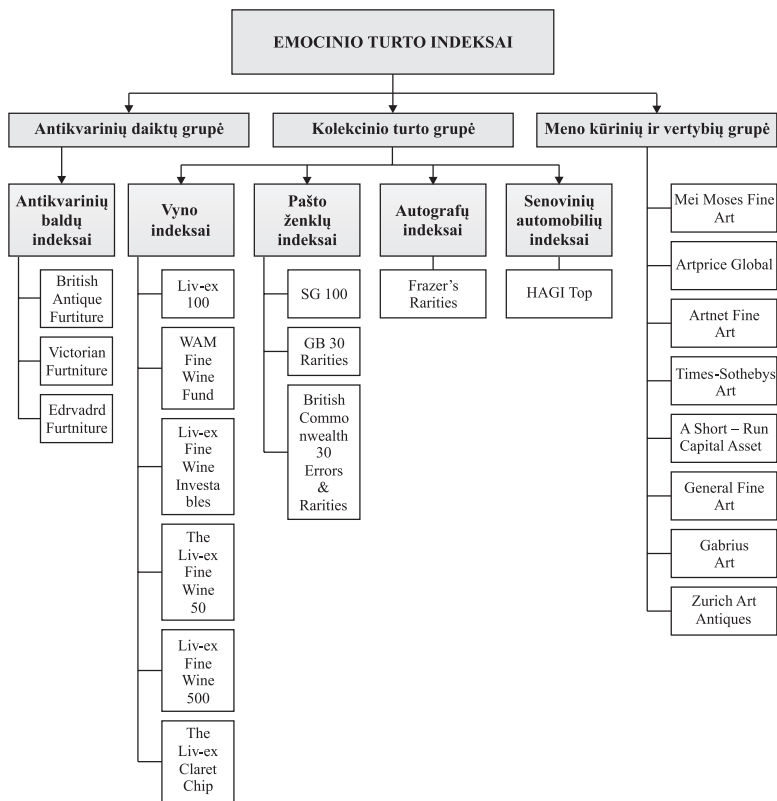 EMOCINIO TURTO INDEKSAI
Antikvarinių daiktų grupė
Kolekcinio turto grupė
Meno kūrinių ir vertybių grupė
Antikvarinių
baldų
indeksai
British
Antique
Furtiture
Victorian
Furtniture
Edrvadrd
Furtniture
Vyno
indeksai
Liv-ex
100
WAM
Fine
Wine
Fund
Liv-ex
Fine
Wine
Investa
bles
The
Liv-ex
Fine
Wine
50
Liv-ex
Fine
Wine
500
The
Liv-ex
Claret
Chip
Pašto
ženklų
indeksai
SG 100
GB 30
Rarities
British
Commo
nwealth
30
Errors
&
Rarities
Autografų
indeksai
Frazer’s
Rarities
Senovinių
automobilių
indeksai
HAGI Top
Mei Moses Fine
Art
Artprice Global
Artnet Fine
Art
Times-Sothebys
Art
A Short – Run
Capital Asset
General Fine
Art
Gabrius
Art
Zurich Art
Antiques